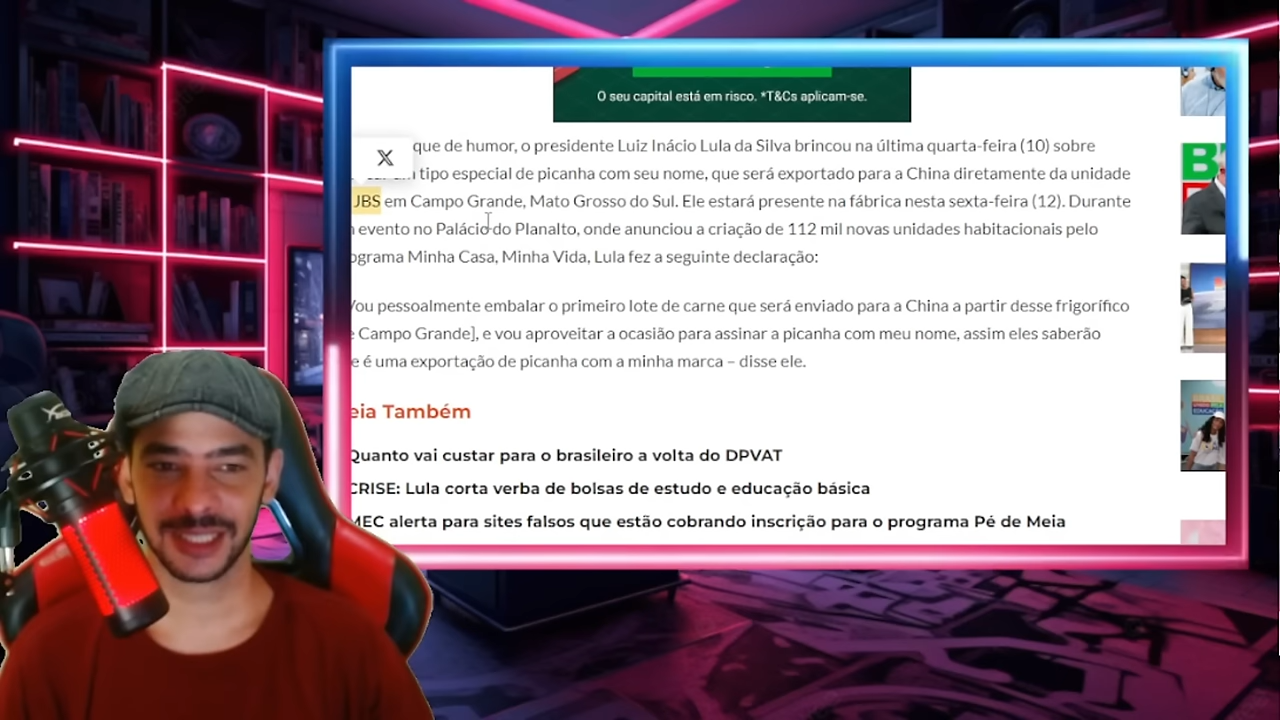 O seu capital está em risco. *T&Cs aplicam-se.
que de humor, o presidente Luiz Inácio Lula da Silva brincou na última quarta-feira (10) sobre
tipo especial de picanha com seu nome, que será exportado para a China diretamente da unidade
JBS em Campo Grande, Mato Grosso do Sul. Ele estará presente na fábrica nesta sexta-feira (12). Durante
evento no Palácio do Planalto, onde anunciou a criação de 112 mil novas unidades habitacionais pelo
ograma Minha Casa, Minha Vida, Lula fez a seguinte declaração:
Vou pessoalmente embalar o primeiro lote de carne que será enviado para a China a partir desse frigorífico
e Campo Grande], e vou aproveitar a ocasião para assinar a picanha com meu nome, assim eles saberão
e é uma exportação de picanha com a minha marca – disse ele.
eia Também
Quanto vai custar para o brasileiro a volta do DPVAT
CRISE: Lula corta verba de bolsas de estudo e educação básica
MEC alerta para sites falsos que estão cobrando inscrição para o programa Pé de Meia